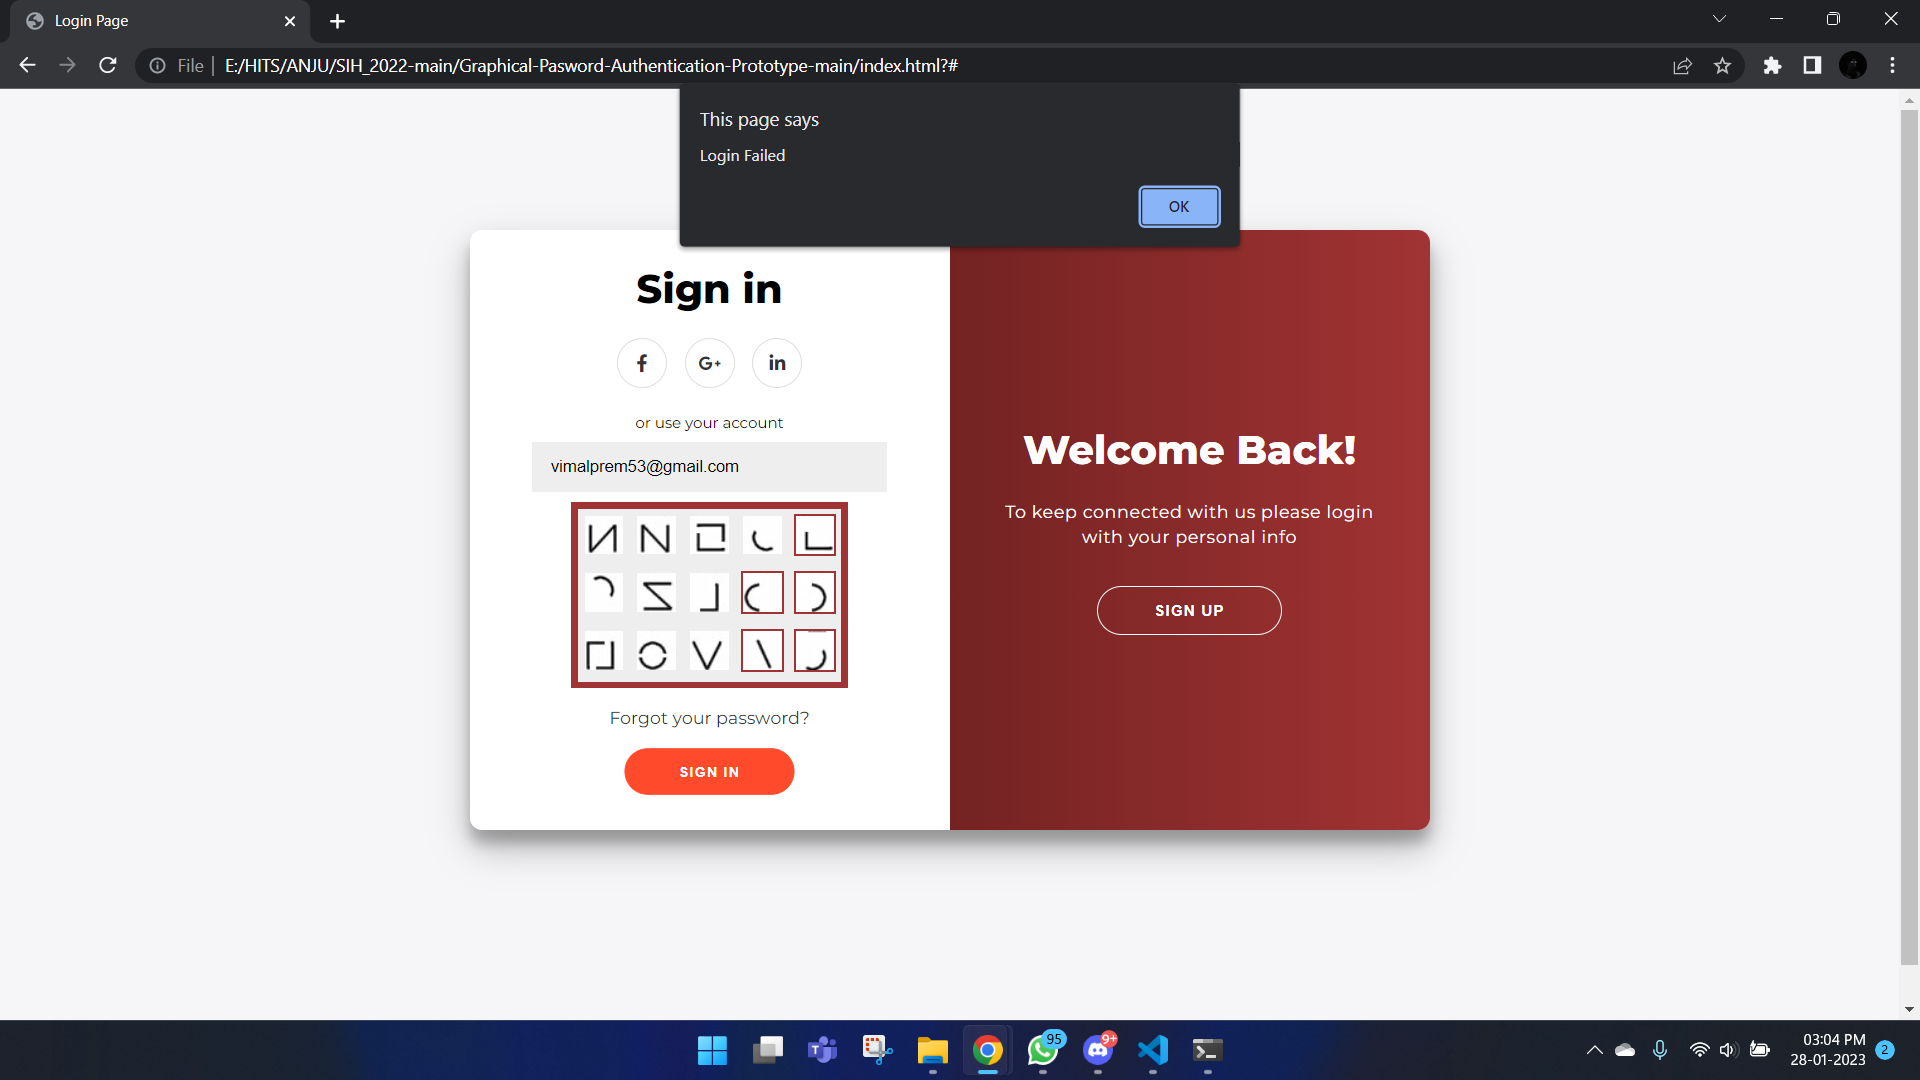 Login Page
File
E:/HITS/ANJU/SIH_2022-main/Graphical-Pasword-Authentication-Prototype-main/index.html?#
This page says
Login Failed
OK
Sign in
f
G+
in
or use your account
vimalprem53@gmail.com
Forgot your password?
SIGN IN
Welcome Back!
To keep connected with us please login
with your personal info
SIGN UP
T
95
9+
03:04 PM
28-01-2023
2